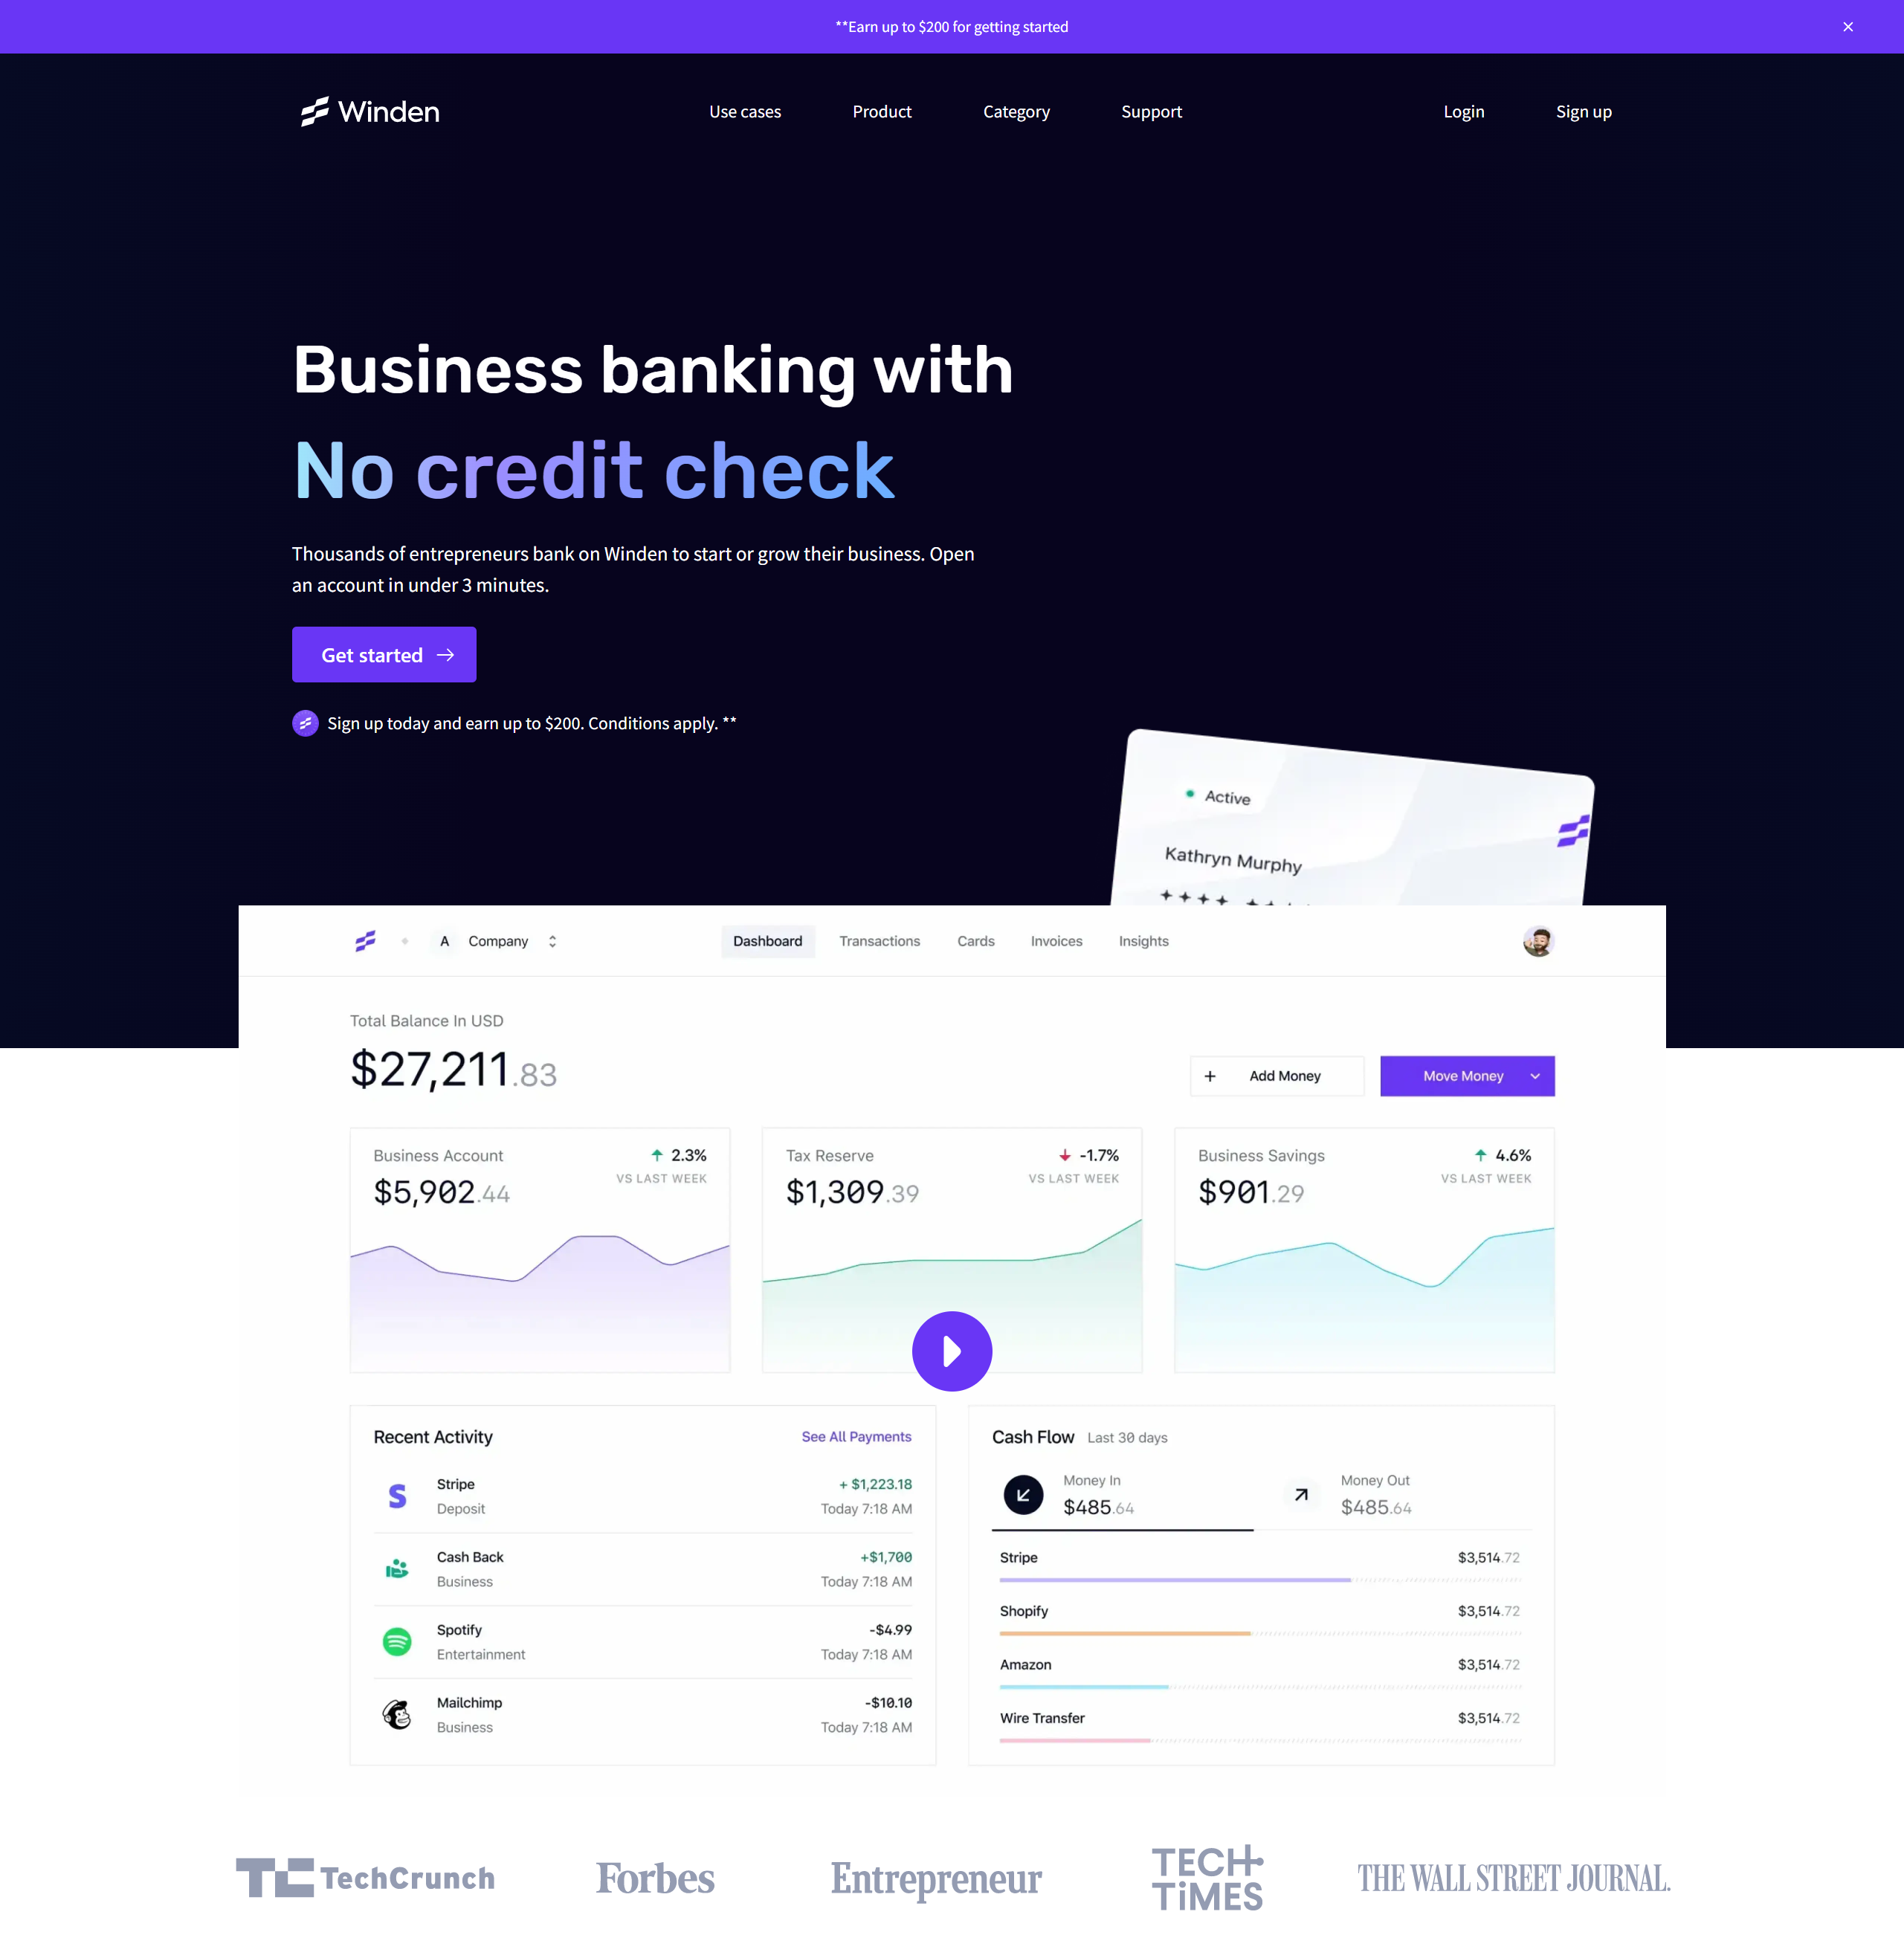 **Earn up to $200 for getting started
Winden
Use cases
Product
Category
Support
Login
Sign up
Business banking with
No credit check
Thousands of entrepreneurs bank on Winden to start or grow their business. Open
an account in under 3 minutes.
Get started
Sign up today and earn up to $200. Conditions apply. **
Active
Kathryn Murphy
A Company
Dashboard
Transactions
Cards
Invoices
Insights
Total Balance In USD
$27,211.83
+ Add Money
Move Money
Business Account
2.3%
$5,902.44
VS LAST WEEK
Tax Reserve
-1.7%
$1,309.39
VS LAST WEEK
Business Savings
4.6%
$901.29
VS LAST WEEK
Recent Activity
See All Payments
Stripe
+ $1,223.18
Deposit
Today 7:18 AM
Cash Back
+$1,700
Business
Today 7:18 AM
Spotify
-$4.99
Entertainment
Today 7:18 AM
Mailchimp
-$10.10
Business
Today 7:18 AM
Cash Flow Last 30 days
Money In
$485.64
Money Out
$485.64
Stripe
$3,514.72
Shopify
$3,514.72
Amazon
$3,514.72
Wire Transfer
$3,514.72
TC TechCrunch
Forbes
Entrepreneur
TECH
TiMES
THE WALL STREET JOURNAL.